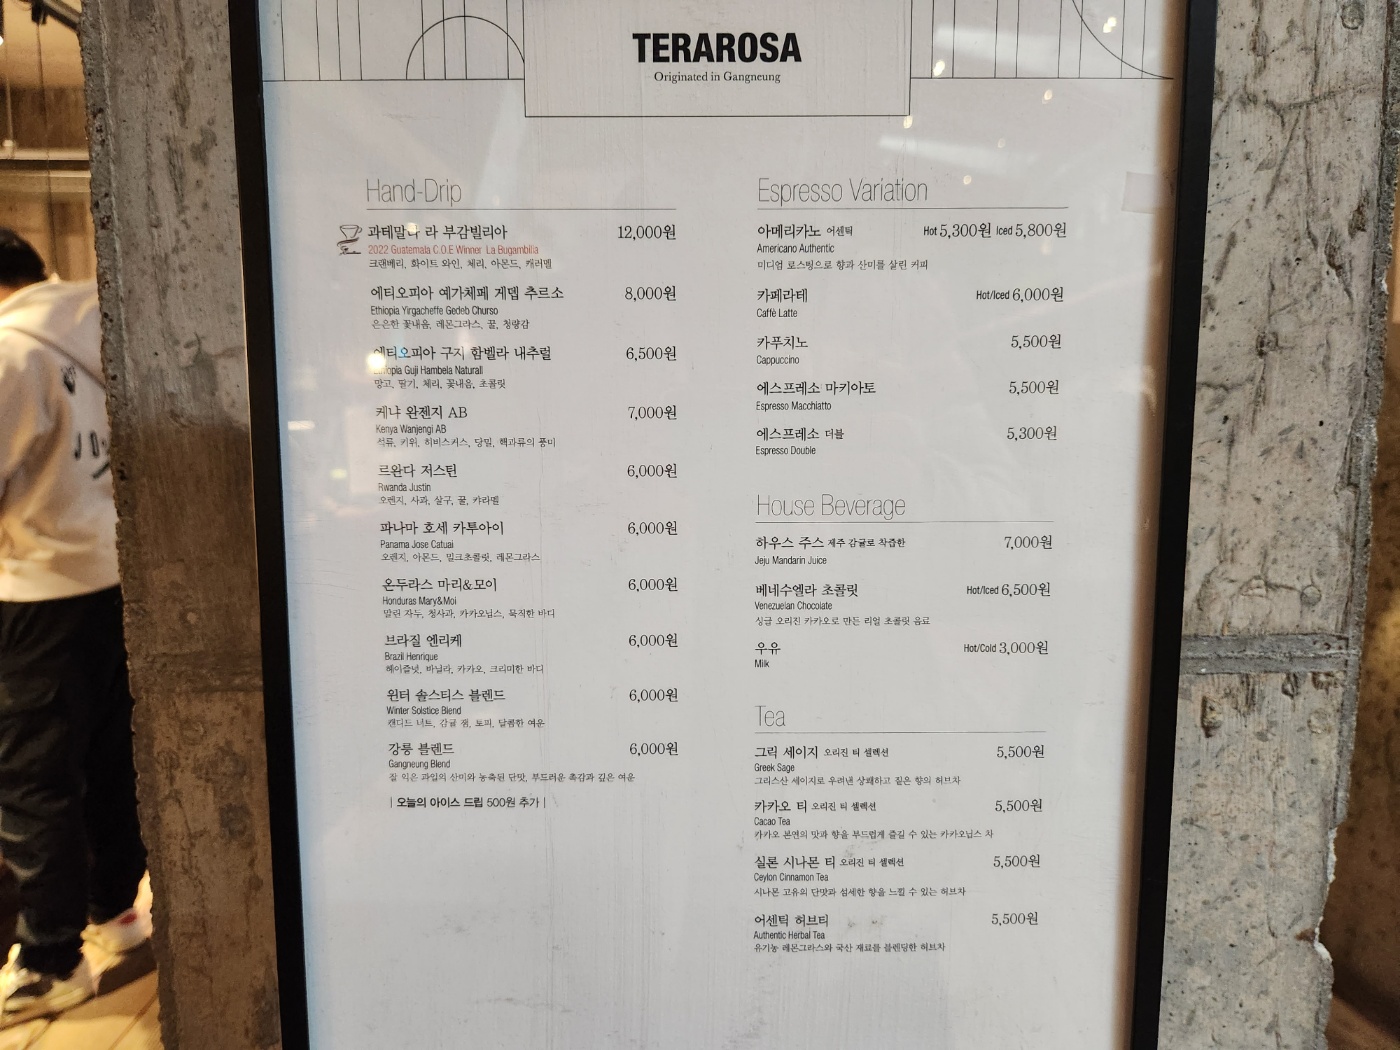 TERAROSA
Originated in Gangneung
Hand-Drip
과테말라 라 부감빌리아 12,000원
2022 Guatemala C.O.E Winner La Bugambilia
크랜베리, 화이트 와인, 체리, 아몬드, 캐러멜
에티오피아 예가체페 게뎁 추르소 8,000원
Ethiopia Yirgacheffe Gedeb Churso
은은한 꽃내음, 레몬그라스, 꿀, 청량감
에티오피아 구지 함벨라 내추럴 6,500원
Ethiopia Guji Hambela Naturall
망고, 딸기, 체리, 꽃내음, 초콜릿
케냐 완젠지 AB 7,000원
Kenya Wanjengi AB
석류, 키위, 히비스커스, 당밀, 핵과류의 풍미
르완다 저스틴 6,000원
Rwanda Justin
오렌지, 사과, 살구, 꿀, 캬라멜
파나마 호세 카투아이 6,000원
Panama Jose Catuai
오렌지, 아몬드, 밀크초콜릿, 레몬그라스
온두라스 마리&모이 6,000원
Honduras Mary&Moi
말린 자두, 청사과, 카카오닙스, 묵직한 바디
브라질 엔리케 6,000원
Brazil Henrique
헤이즐넛, 바닐라, 카카오, 크리미한 바디
윈터 솔스티스 블렌드 6,000원
Winter Solstice Blend
캔디드 너트, 감귤 잼, 토피, 달콤한 여운
강릉 블렌드 6,000원
Gangneung Blend
잘 익은 과일의 산미와 농축된 단맛, 부드러운 촉감과 깊은 여운
| 오늘의 아이스 드립 500원 추가 |
Espresso Variation
아메리카노 어센틱 Hot 5,300원 Iced 5,800원
Americano Authentic
미디엄 로스팅으로 향과 산미를 살린 커피
카페라테 Hot/Iced 6,000원
Caffè Latte
카푸치노 5,500원
Cappuccino
에스프레소 마키아토 5,500원
Espresso Macchiatto
에스프레소 더블 5,300원
Espresso Double
House Beverage
하우스 주스 제주 감귤로 착즙한 7,000원
Jeju Mandarin Juice
베네수엘라 초콜릿 Hot/Iced 6,500원
Venezuelan Chocolate
싱글 오리진 카카오로 만든 리얼 초콜릿 음료
우유 Hot/Cold 3,000원
Milk
Tea
그릭 세이지 오리진 티 셀렉션 5,500원
Greek Sage
그리스산 세이지로 우려낸 상쾌하고 짙은 향의 허브차
카카오 티 오리진 티 셀렉션 5,500원
Cacao Tea
카카오 본연의 맛과 향을 부드럽게 즐길 수 있는 카카오닙스 차
실론 시나몬 티 오리진 티 셀렉션 5,500원
Ceylon Cinnamon Tea
시나몬 고유의 단맛과 섬세한 향을 느낄 수 있는 허브차
어센틱 허브티 5,500원
Authentic Herbal Tea
유기농 레몬그라스와 국산 재료를 블렌딩한 허브차